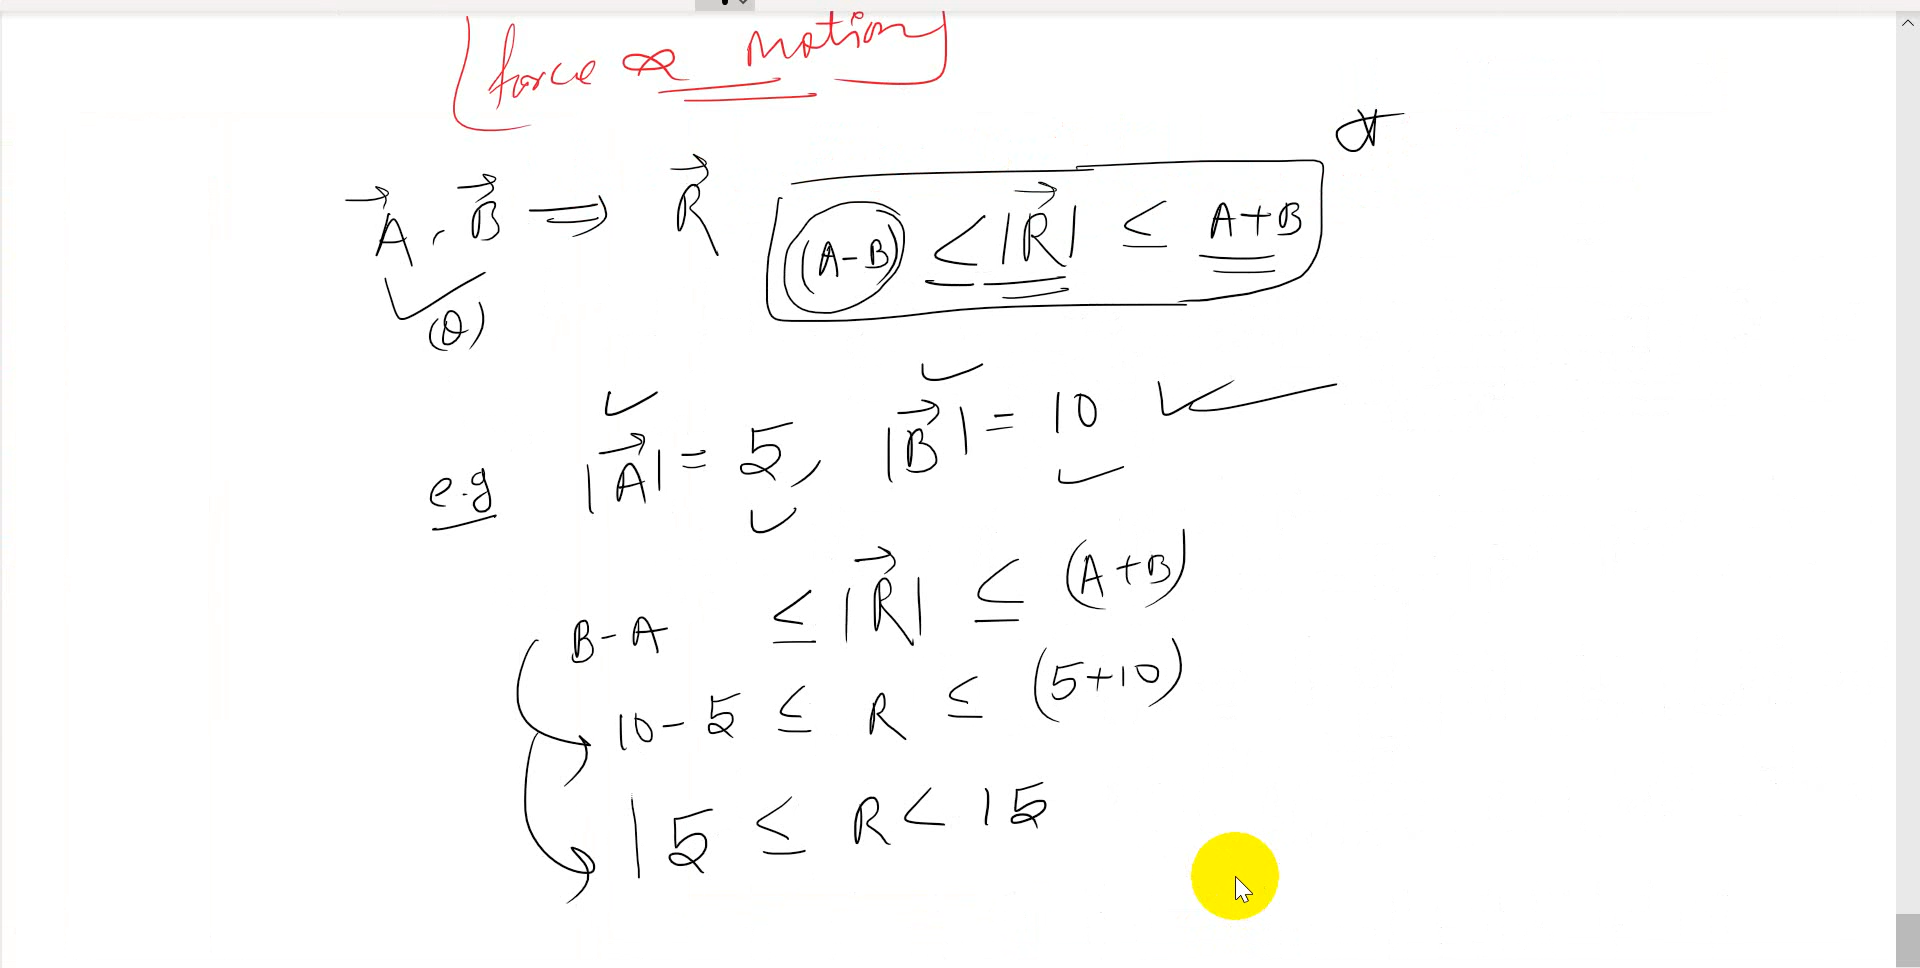 force & motion
A⃗, B⃗ ⟹ R⃗ (A-B) ≤ |R⃗| ≤ A+B
(θ)
e.g |A⃗| = 5, |B⃗| = 10
B-A ≤ |R⃗| ≤ (A+B)
10-5 ≤ R ≤ (5+10)
| 5 ≤ R < 15